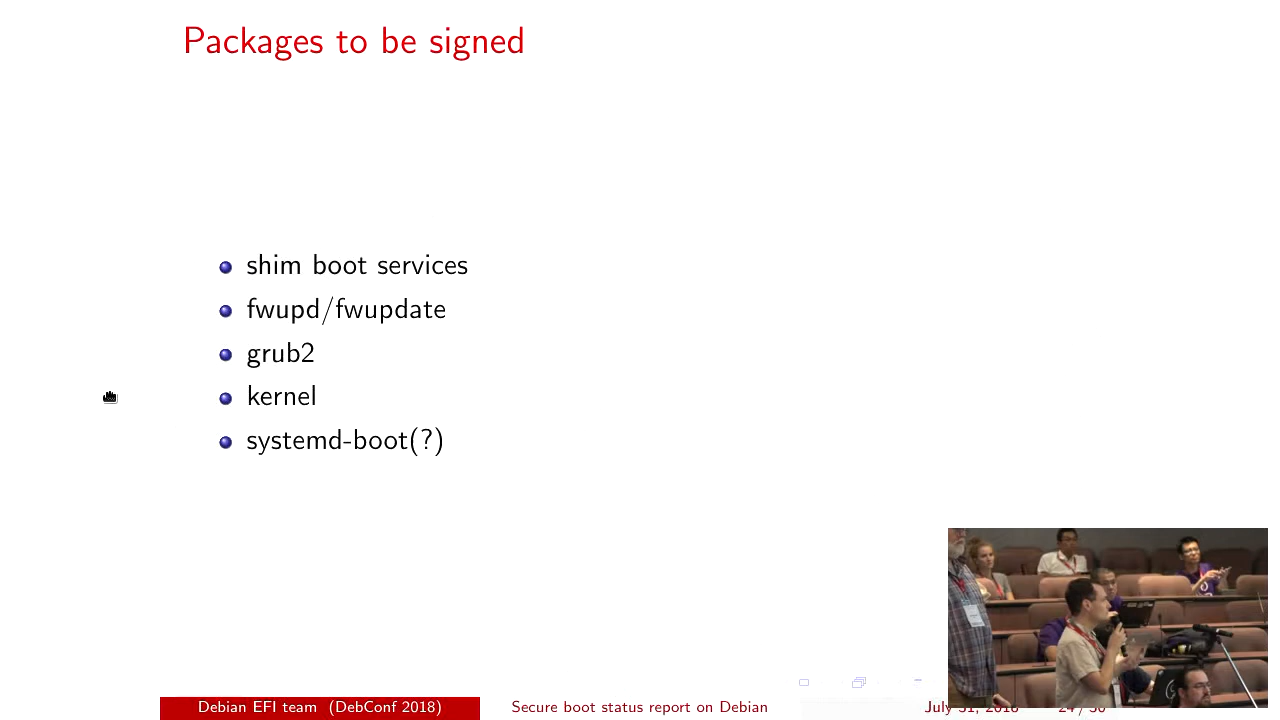 Packages to be signed
shim boot services
fwupd/fwupdate
grub2
kernel
systemd-boot(?)
Debian EFI team (DebConf 2018) Secure boot status report on Debian July 31, 2018 24 / 30